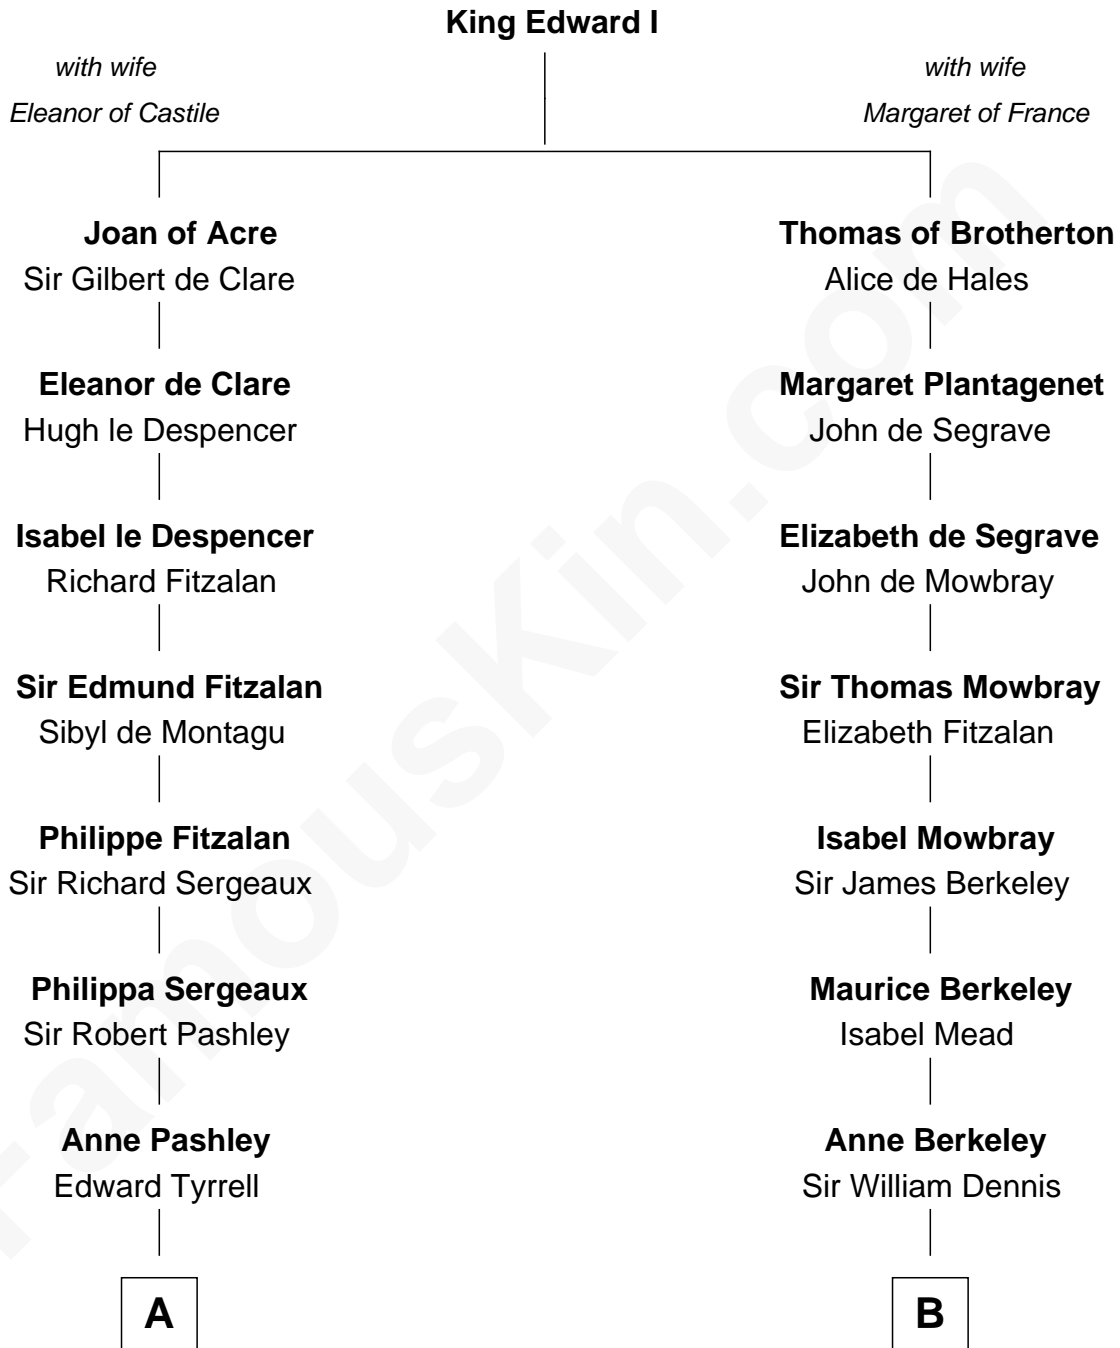 King Edward I
with wife
Eleanor of Castile
with wife
Margaret of France
Joan of Acre
Sir Gilbert de Clare
Thomas of Brotherton
Alice de Hales
Eleanor de Clare
Hugh le Despencer
Margaret Plantagenet
John de Segrave
Isabel le Despencer
Richard Fitzalan
Elizabeth de Segrave
John de Mowbray
Sir Edmund Fitzalan
Sibyl de Montagu
Sir Thomas Mowbray
Elizabeth Fitzalan
Philippe Fitzalan
Sir Richard Sergeaux
Isabel Mowbray
Sir James Berkeley
Philippa Sergeaux
Sir Robert Pashley
Maurice Berkeley
Isabel Mead
Anne Pashley
Edward Tyrrell
Anne Berkeley
Sir William Dennis
A
B
FamousKin.com